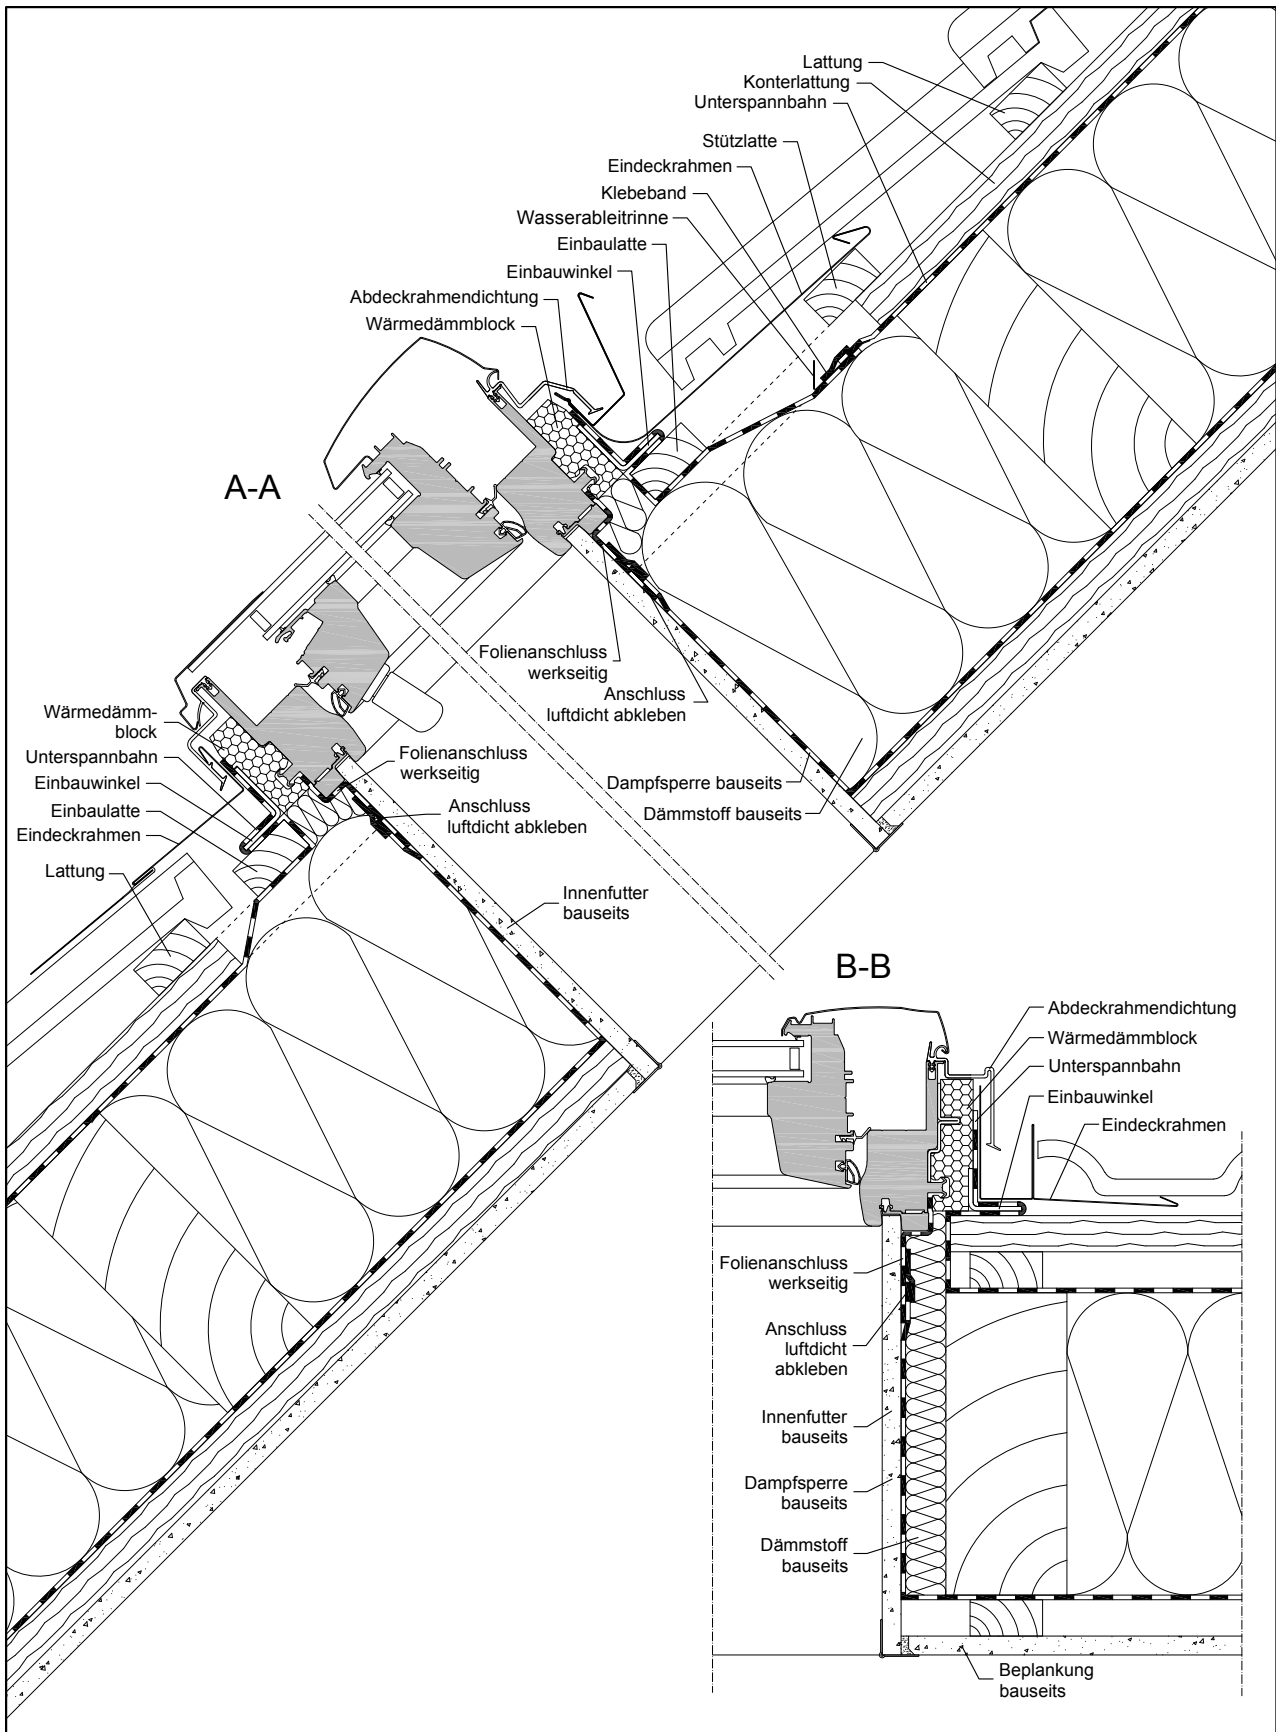 Lattung
Konterlattung
Unterspannbahn
Stützlatte
Eindeckrahmen
Klebeband
Wasserableitrinne
Einbaulatte
Einbauwinkel
Abdeckrahmendichtung
Wärmedämmblock
A-A
Folienanschluss
werkseitig
Anschluss
luftdicht abkleben
Dampfsperre bauseits
Dämmstoff bauseits
Wärmedämm-
block
Unterspannbahn
Einbauwinkel
Einbaulatte
Eindeckrahmen
Lattung
Folienanschluss
werkseitig
Anschluss
luftdicht abkleben
Innenfutter
bauseits
B-B
Abdeckrahmendichtung
Wärmedämmblock
Unterspannbahn
Einbauwinkel
Eindeckrahmen
Folienanschluss
werkseitig
Anschluss
luftdicht
abkleben
Innenfutter
bauseits
Dampfsperre
bauseits
Dämmstoff
bauseits
Beplankung
bauseits